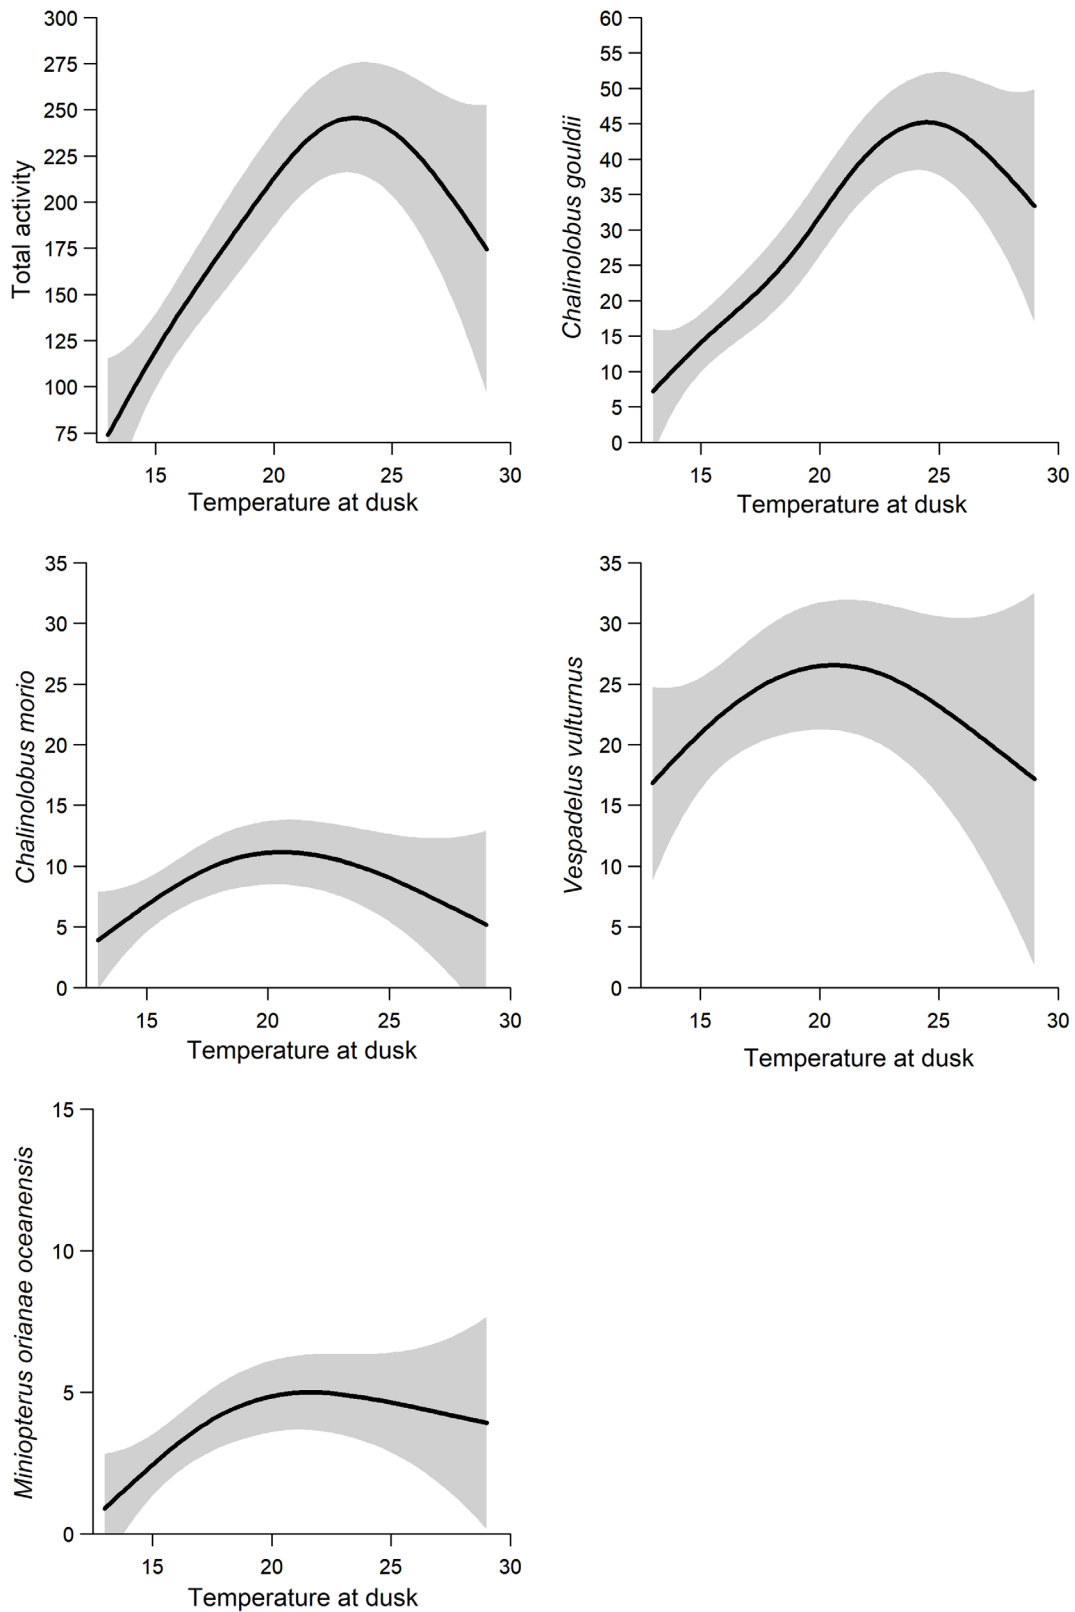 Total activity
300
275
250
225
200
175
150
125
100
75
15 20 25 30
Temperature at dusk
Chalinolobus gouldii
60
55
50
45
40
35
30
25
20
15
10
5
0
15 20 25 30
Temperature at dusk
Chalinolobus morio
35
30
25
20
15
10
5
0
15 20 25 30
Temperature at dusk
Vespadelus vulturnus
35
30
25
20
15
10
5
0
15 20 25 30
Temperature at dusk
Miniopterus orianae oceanensis
15
10
5
0
15 20 25 30
Temperature at dusk